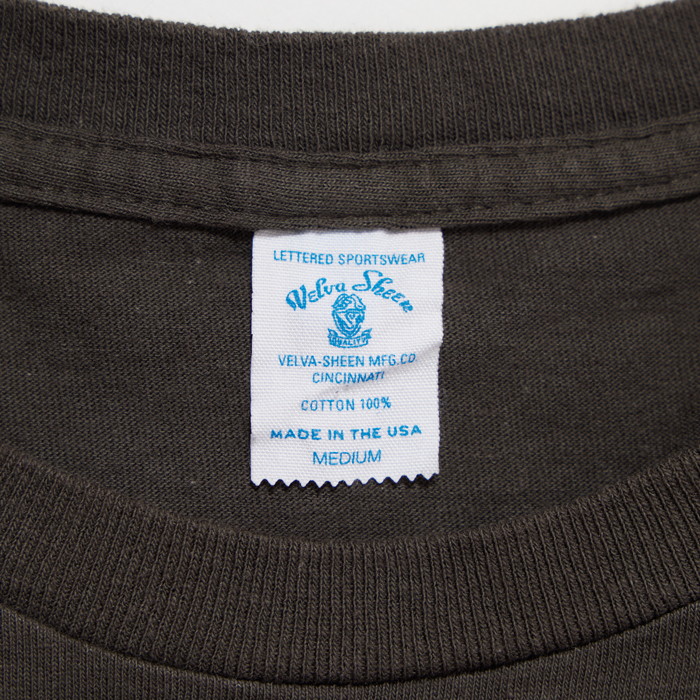 LETTERED SPORTSWEAR
Velva Sheen
QUALITY
VELVA-SHEEN MFG.CO.
CINCINNATI
COTTON 100%
MADE IN THE USA
MEDIUM